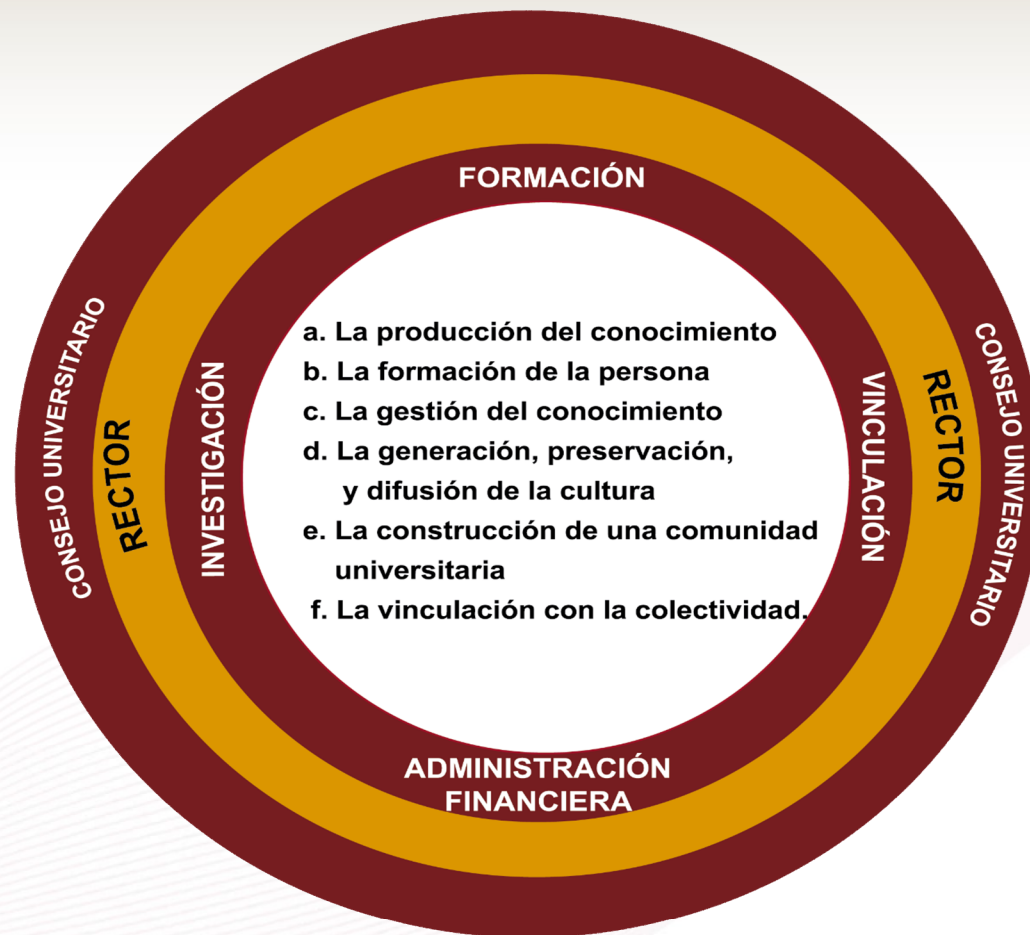 FORMACIÓN
CONSEJO UNIVERSITARIO
RECTOR
INVESTIGACIÓN
a. La producción del conocimiento
b. La formación de la persona
c. La gestión del conocimiento
d. La generación, preservación,
y difusión de la cultura
e. La construcción de una comunidad
universitaria
f. La vinculación con la colectividad.
VINCULACIÓN
RECTOR
CONSEJO UNIVERSITARIO
ADMINISTRACIÓN
FINANCIERA